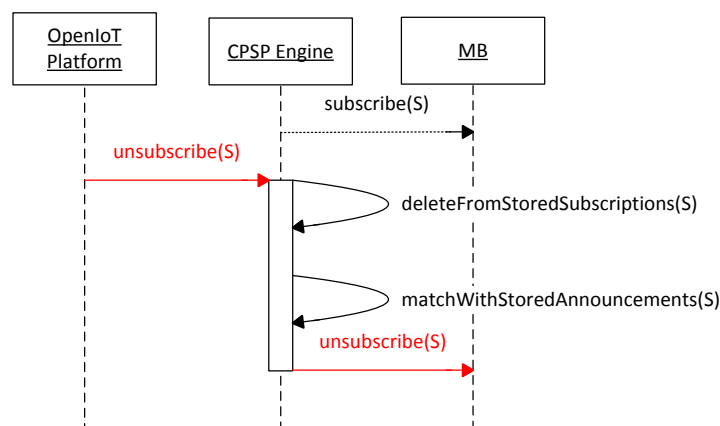 OpenIoT
Platform
CPSP Engine
MB
subscribe(S)
unsubscribe(S)
deleteFromStoredSubscriptions(S)
matchWithStoredAnnouncements(S)
unsubscribe(S)